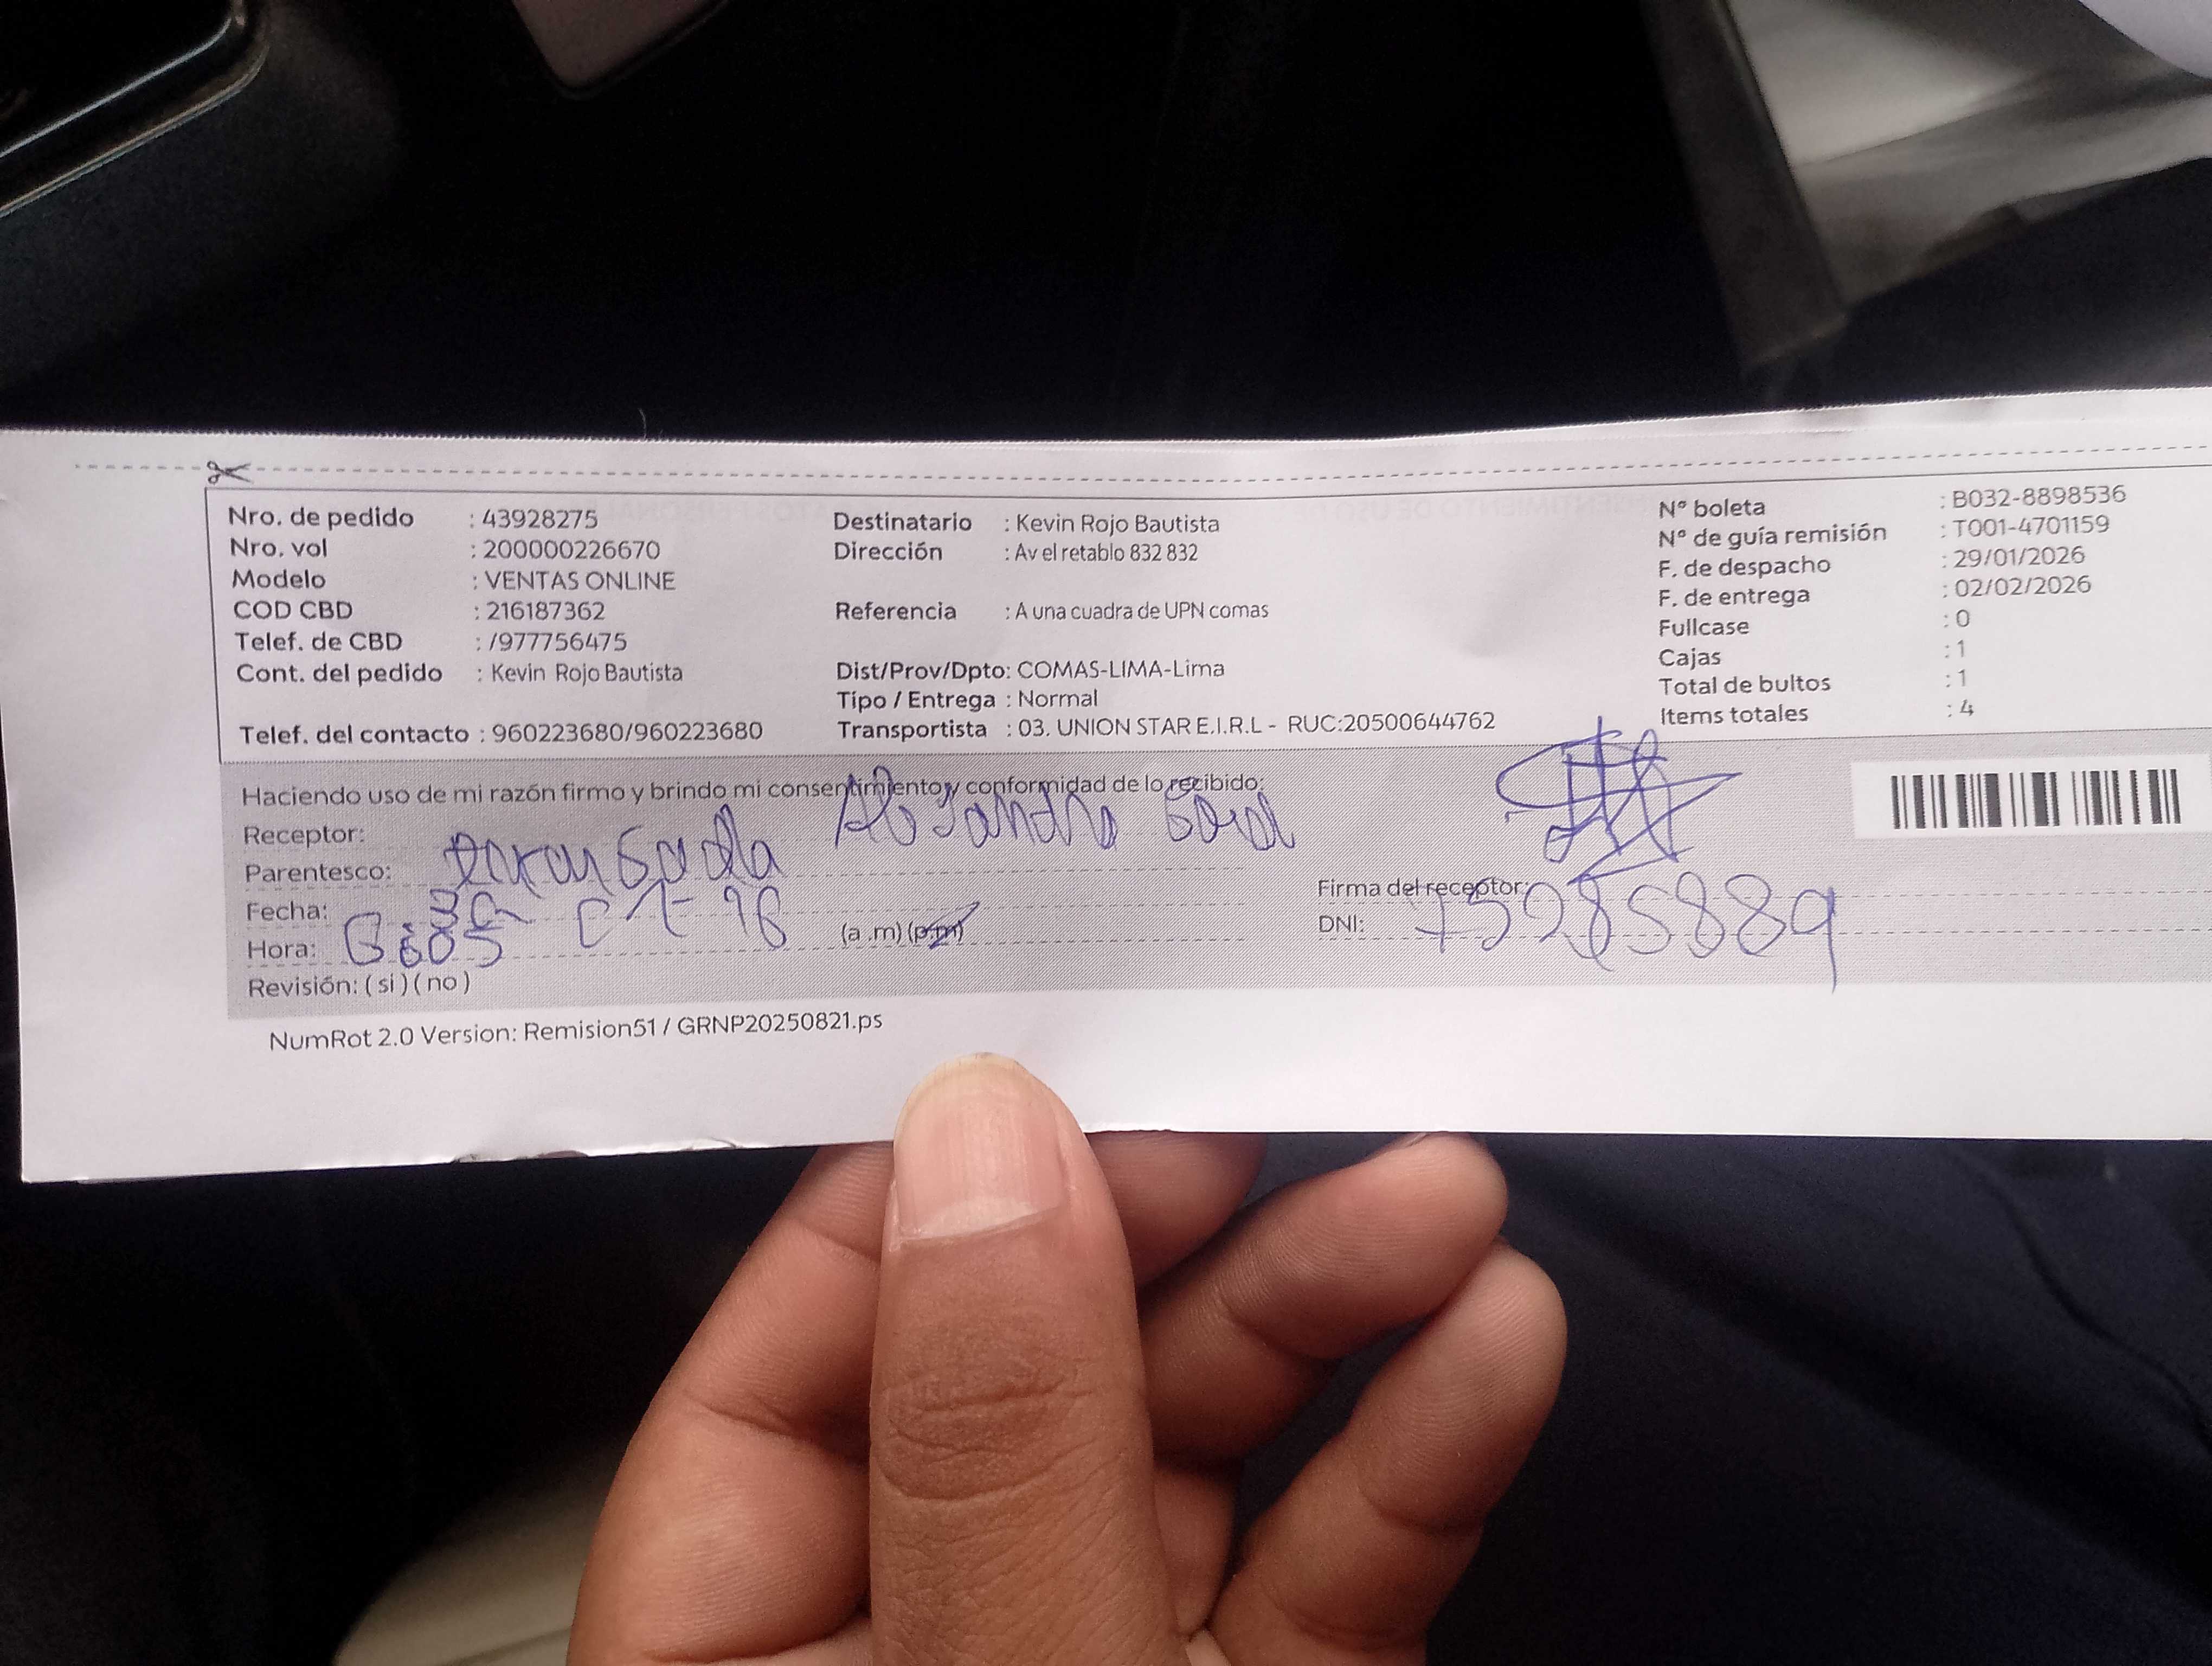 Nro. de pedido : 43928275
Nro. vol : 200000226670
Modelo : VENTAS ONLINE
COD CBD : 216187362
Telef. de CBD : /977756475
Cont. del pedido : Kevin Rojo Bautista
Telef. del contacto : 960223680/960223680
Destinatario : Kevin Rojo Bautista
Dirección : Av el retablo 832 832
Referencia : A una cuadra de UPN comas
Dist/Prov/Dpto: COMAS-LIMA-Lima
Tipo / Entrega : Normal
Transportista : 03. UNION STAR E.I.R.L - RUC:20500644762
N° boleta : B032-8898536
N° de guía remisión : T001-4701159
F. de despacho : 29/01/2026
F. de entrega : 02/02/2026
Fullcase : 0
Cajas : 1
Total de bultos : 1
Items totales : 4
Haciendo uso de mi razón firmo y brindo mi consentimiento y conformidad de lo recibido:
Receptor:
Parentesco:
Fecha:
Hora: (a .m) (p.m)
Revisión: ( si ) ( no )
Firma del receptor:
DNI: 75285889
NumRot 2.0 Version: Remision51 / GRNP20250821.ps